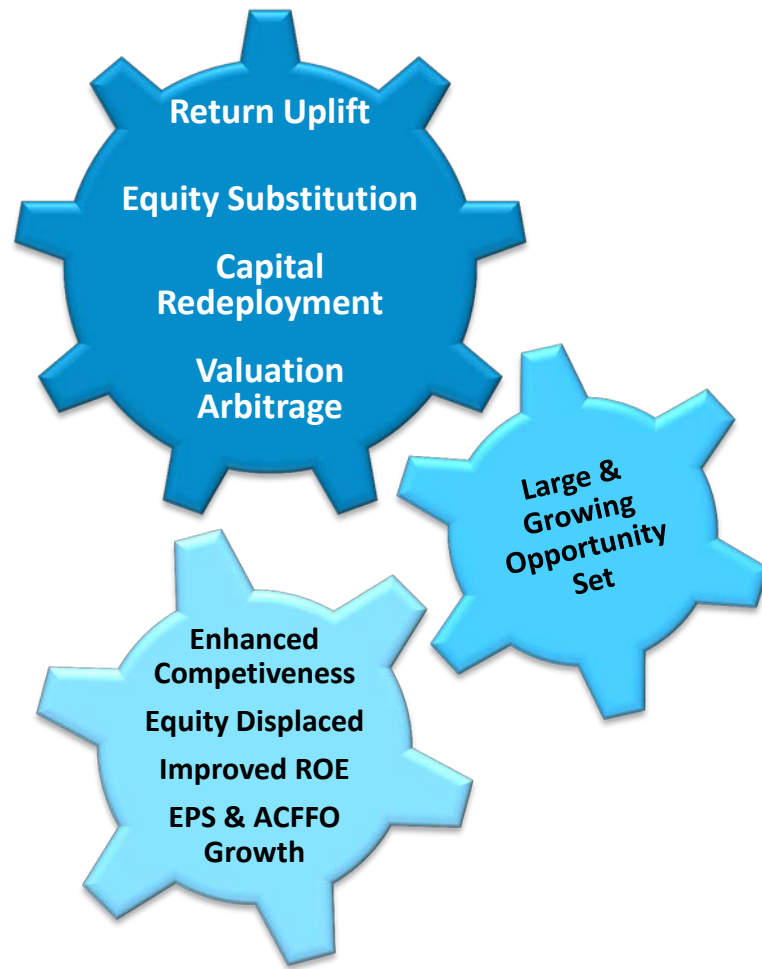 Return Uplift
Equity Substitution
Capital
Redeployment
Valuation
Arbitrage
Large &
Growing
Opportunity
Set
Enhanced
Competiveness
Equity Displaced
Improved ROE
EPS & ACFFO
Growth